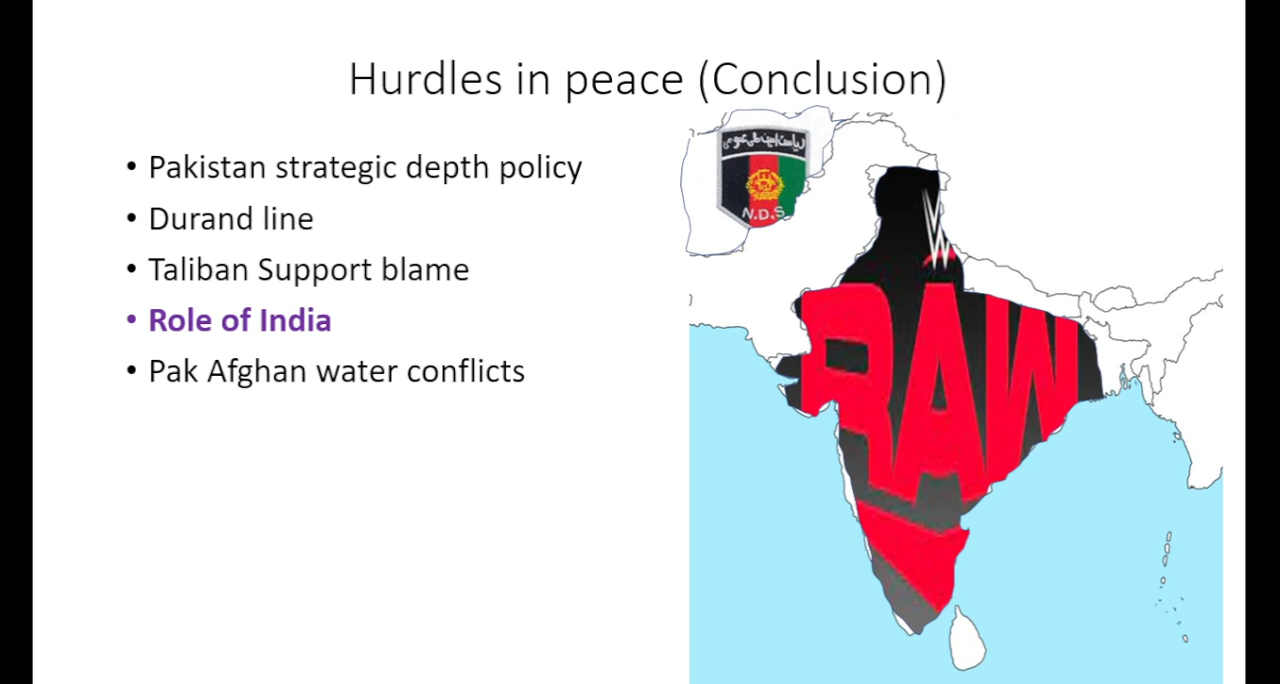 Hurdles in peace (Conclusion)
• Pakistan strategic depth policy
• Durand line
• Taliban Support blame
• Role of India
• Pak Afghan water conflicts
N.D.S
W
RAW